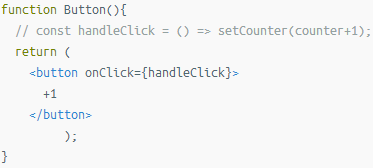 function Button(){
  // const handleClick = () => setCounter(counter+1);
  return (
    <button onClick={handleClick}>
      +1
    </button>
         );
}